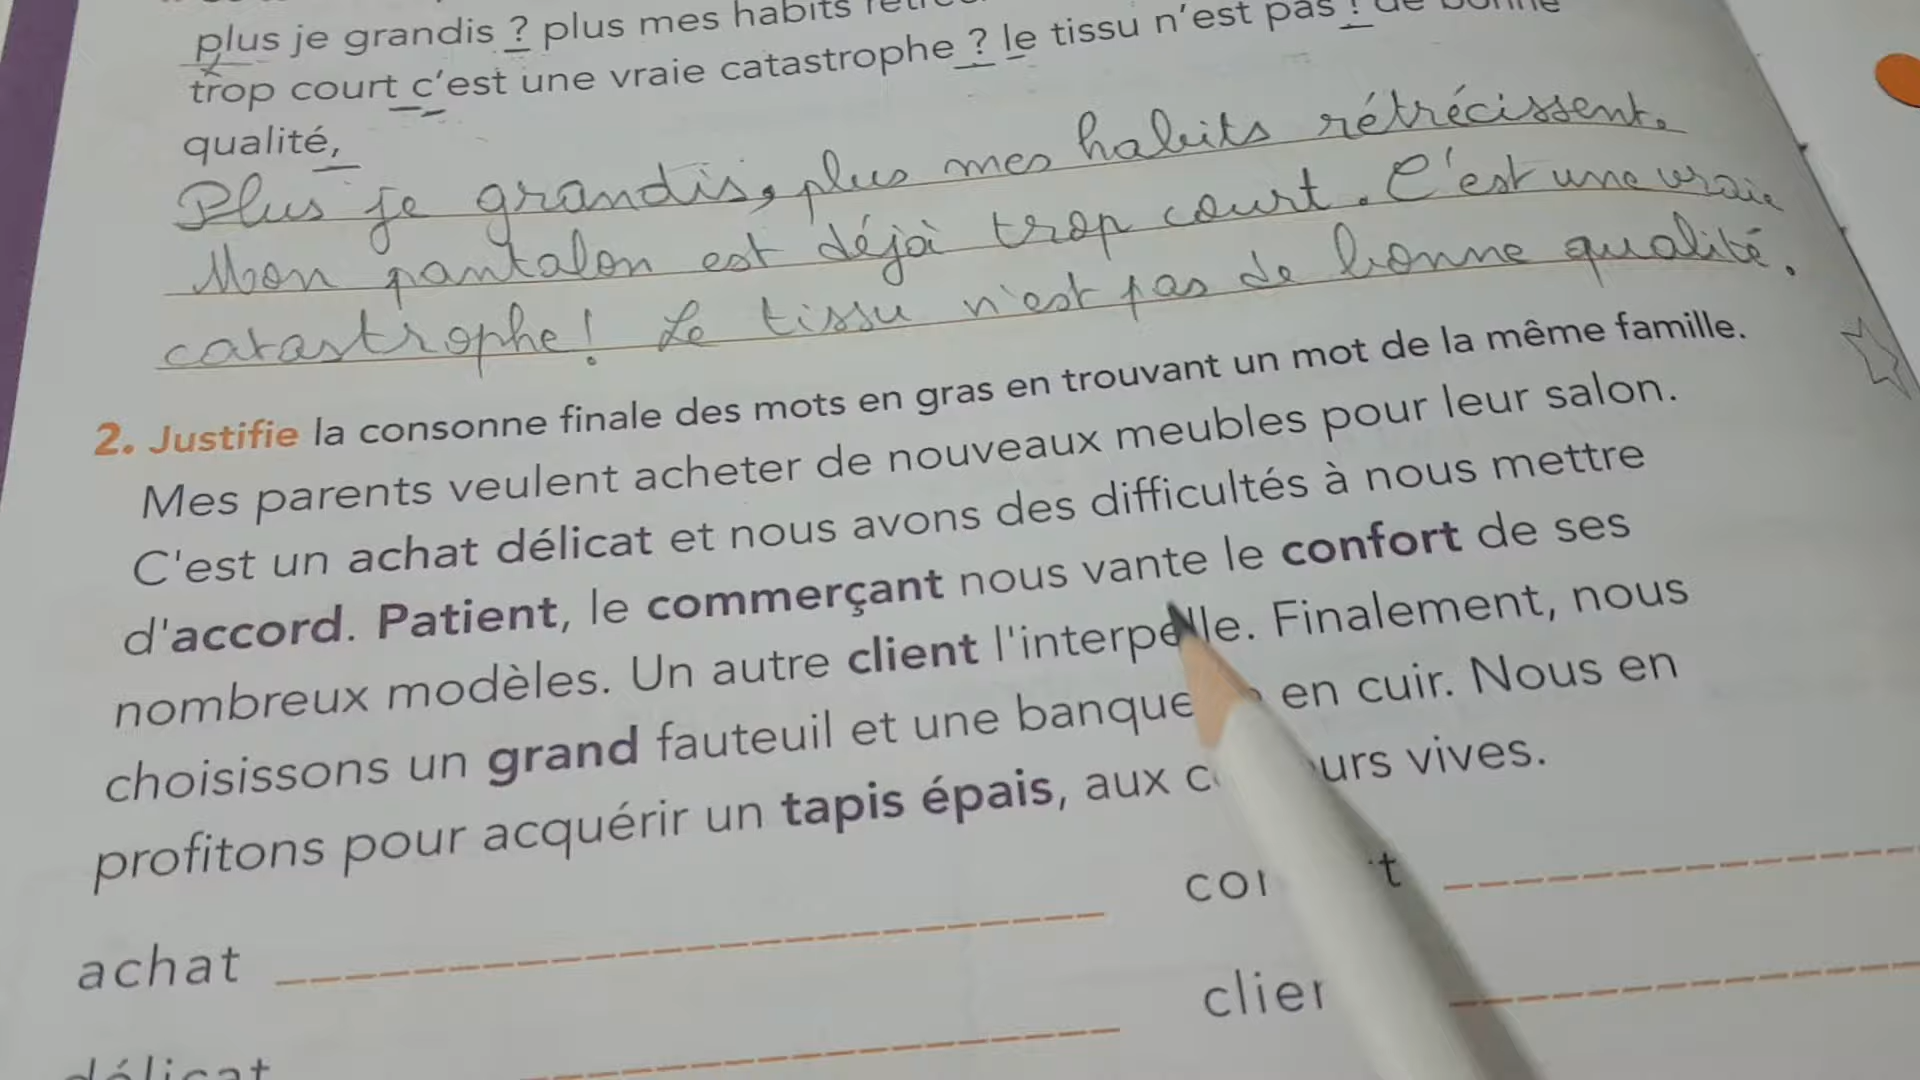 plus je grandis ? plus mes habits
trop court c'est une vraie catastrophe ? le tissu n'est pas ! de bonne
qualité,
Plus je grandis, plus mes habits rétrécissent.
Mon pantalon est déjà trop court. C'est une vraie
catastrophe! Le tissu n'est pas de bonne qualité.
2. Justifie la consonne finale des mots en gras en trouvant un mot de la même famille.
Mes parents veulent acheter de nouveaux meubles pour leur salon.
C'est un achat délicat et nous avons des difficultés à nous mettre
d'accord. Patient, le commerçant nous vante le confort de ses
nombreux modèles. Un autre client l'interpelle. Finalement, nous
choisissons un grand fauteuil et une en cuir. Nous en
profitons pour acquérir un tapis épais, aux vives.
achat
délicat